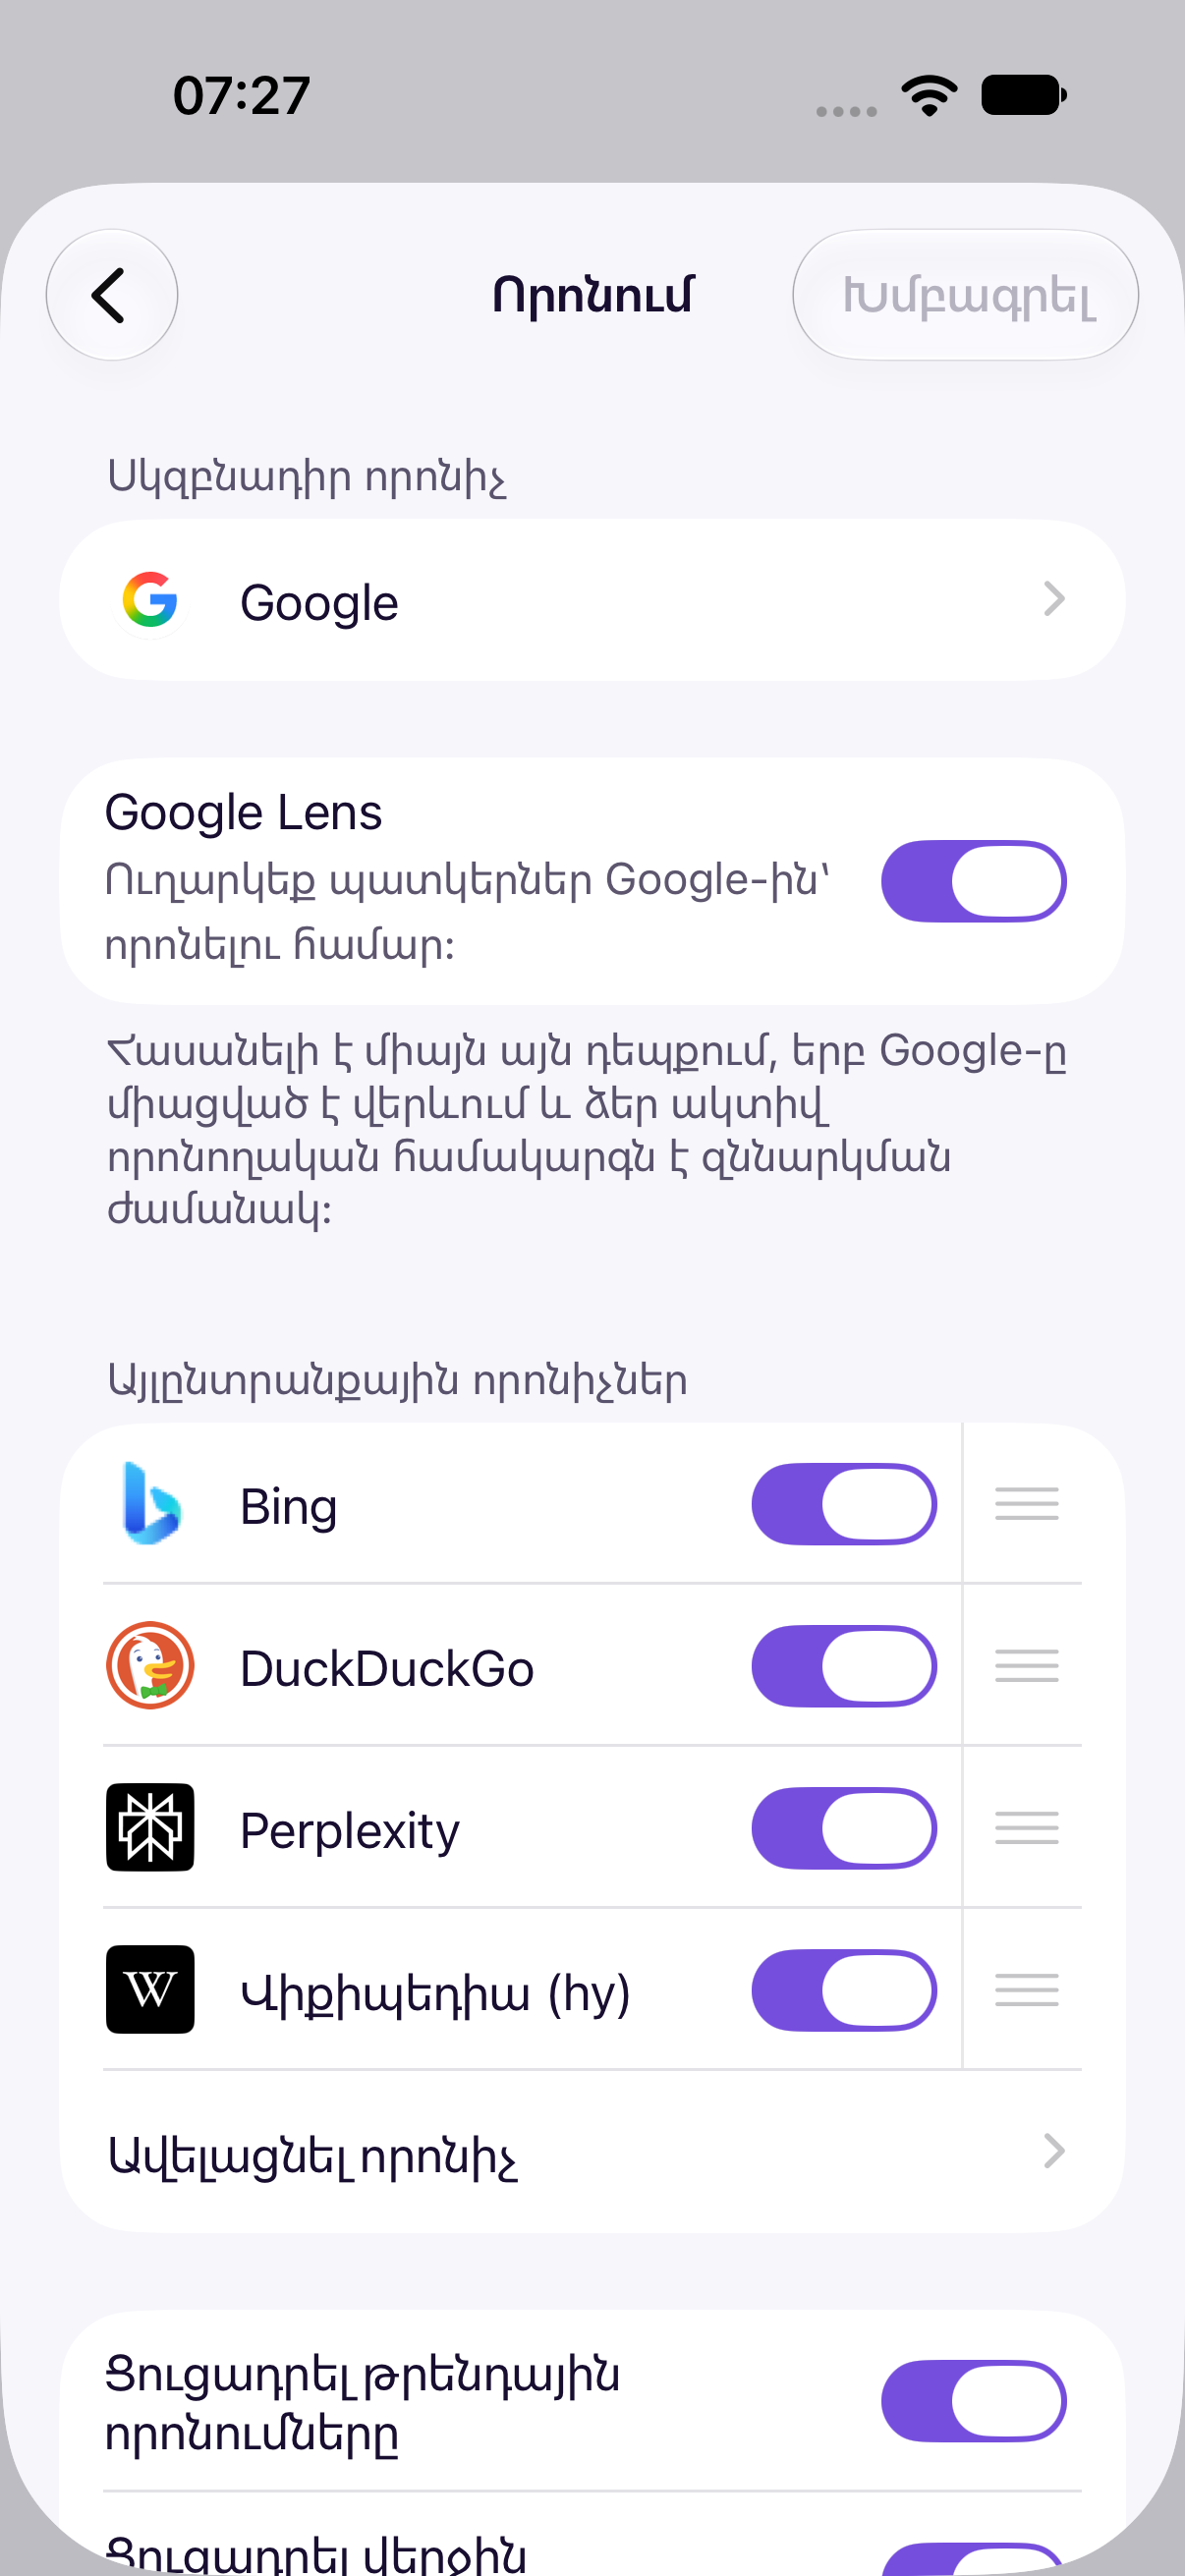 07:27
Որոնում
Խմբագրել
Սկզբնադիր որոնիչ
Google
Google Lens
Ուղարկեք պատկերներ Google-ին՝
որոնելու համար։
Հասանելի է միայն այն դեպքում, երբ Google-ը
միացված է վերևում և ձեր ակտիվ
որոնողական համակարգն է զննարկման
ժամանակ։
Այլընտրանքային որոնիչներ
Bing
DuckDuckGo
Perplexity
W
Վիքիպեդիա (hy)
Ավելացնել որոնիչ
Ցուցադրել թրենդային
որոնումները
Ցուցադրել վերջին